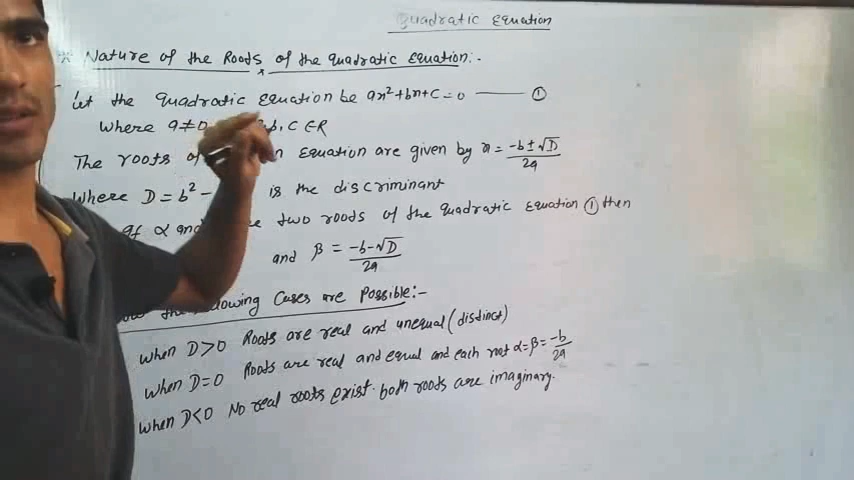 Quadratic Equation
* Nature of the Roots of the quadratic Equation:-
Let the quadratic Equation be ax²+bx+c=0 —— ①
Where a≠0 b, c ∈R
The roots of Equation are given by x = (-b±√D)/2a
Where D = b² - is the discriminant
If α and two roots of the quadratic Equation ① then
and β = (-b-√D)/2a
the following Cases are Possible:-
when D>0 Roots are real and unequal (distinct)
when D=0 Roots are real and equal and each root α=β= -b/2a
when D<0 No real roots exist. both roots are imaginary.